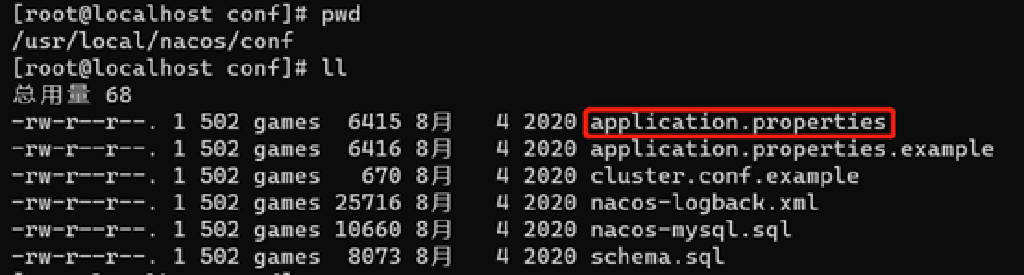 [root@localhost conf]# pwd
/usr/local/nacos/conf
[root@localhost conf]# ll
总用量 68
-rw-r--r--. 1 502 games  6415 8月   4 2020 application.properties
-rw-r--r--. 1 502 games  6416 8月   4 2020 application.properties.example
-rw-r--r--. 1 502 games   670 8月   4 2020 cluster.conf.example
-rw-r--r--. 1 502 games 25716 8月   4 2020 nacos-logback.xml
-rw-r--r--. 1 502 games 10660 8月   4 2020 nacos-mysql.sql
-rw-r--r--. 1 502 games  8073 8月   4 2020 schema.sql